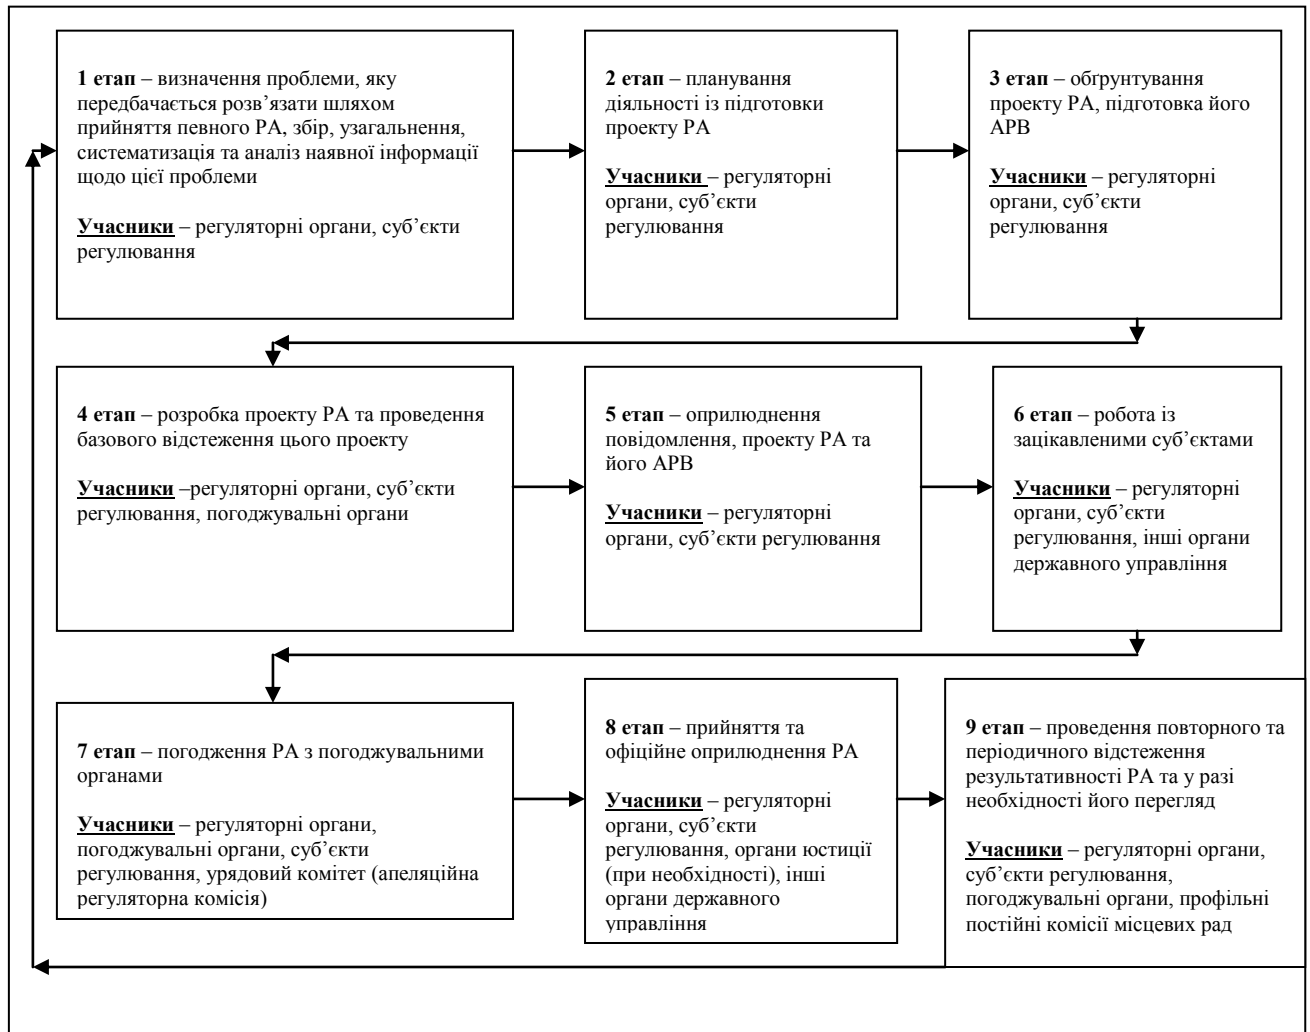 1 етап – визначення проблеми, яку
передбачається розв’язати шляхом
прийняття певного РА, збір, узагальнення,
систематизація та аналіз наявної інформації
щодо цієї проблеми
Учасники – регуляторні органи, суб’єкти
регулювання
2 етап – планування
діяльності із підготовки
проекту РА
Учасники – регуляторні
органи, суб’єкти
регулювання
3 етап – обґрунтування
проекту РА, підготовка його
АРВ
Учасники – регуляторні
органи, суб’єкти
регулювання
4 етап – розробка проекту РА та проведення
базового відстеження цього проекту
Учасники –регуляторні органи, суб’єкти
регулювання, погоджувальні органи
5 етап – оприлюднення
повідомлення, проекту РА та
його АРВ
Учасники – регуляторні
органи, суб’єкти регулювання
6 етап – робота із
зацікавленими суб’єктами
Учасники – регуляторні
органи, суб’єкти
регулювання, інші органи
державного управління
7 етап – погодження РА з погоджувальними
органами
Учасники – регуляторні органи,
погоджувальні органи, суб’єкти
регулювання, урядовий комітет (апеляційна
регуляторна комісія)
8 етап – прийняття та
офіційне оприлюднення РА
Учасники – регуляторні
органи, суб’єкти
регулювання, органи юстиції
(при необхідності), інші
органи державного
управління
9 етап – проведення повторного та
періодичного відстеження
результативності РА та у разі
необхідності його перегляд
Учасники – регуляторні органи,
суб’єкти регулювання,
погоджувальні органи, профільні
постійні комісії місцевих рад